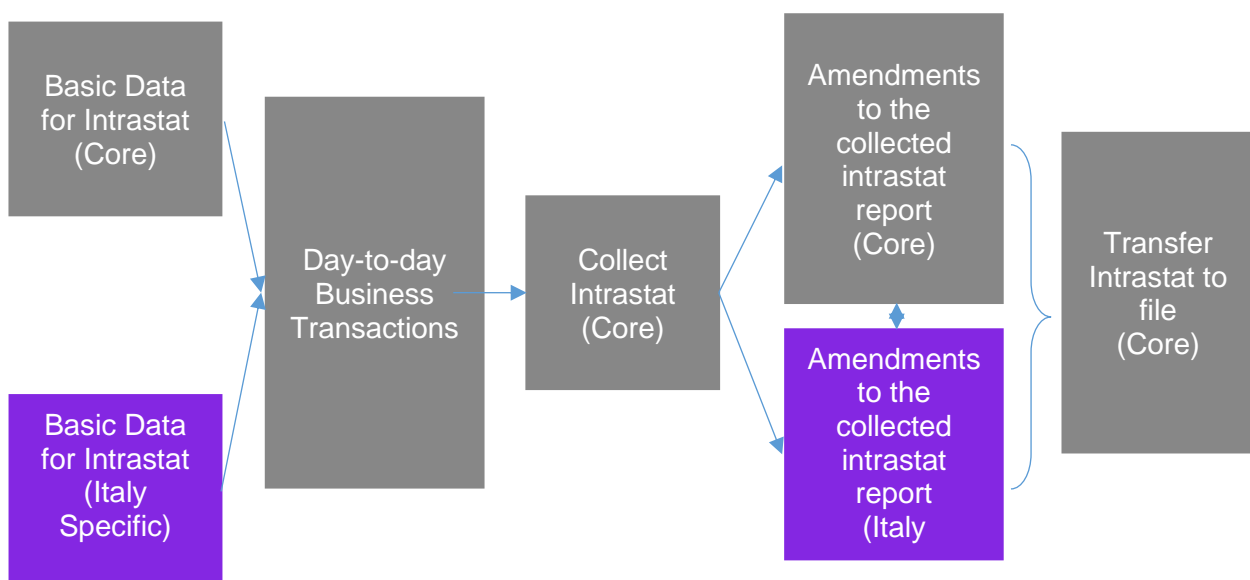 Basic Data
for Intrastat
(Core)
Basic Data
for Intrastat
(Italy
Specific)
Day-to-day
Business
Transactions
Collect
Intrastat
(Core)
Amendments
to the
collected
intrastat
report
(Core)
Amendments
to the
collected
intrastat
report
(Italy
Transfer
Intrastat to
file
(Core)